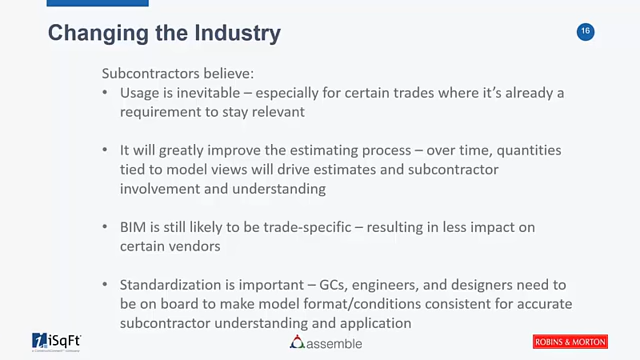 Changing the Industry
16
Subcontractors believe:
• Usage is inevitable – especially for certain trades where it's already a
requirement to stay relevant
• It will greatly improve the estimating process – over time, quantities
tied to model views will drive estimates and subcontractor
involvement and understanding
• BIM is still likely to be trade-specific – resulting in less impact on
certain vendors
• Standardization is important – GCs, engineers, and designers need to
be on board to make model format/conditions consistent for accurate
subcontractor understanding and application
iSqFt
assemble
ROBINS & MORTON